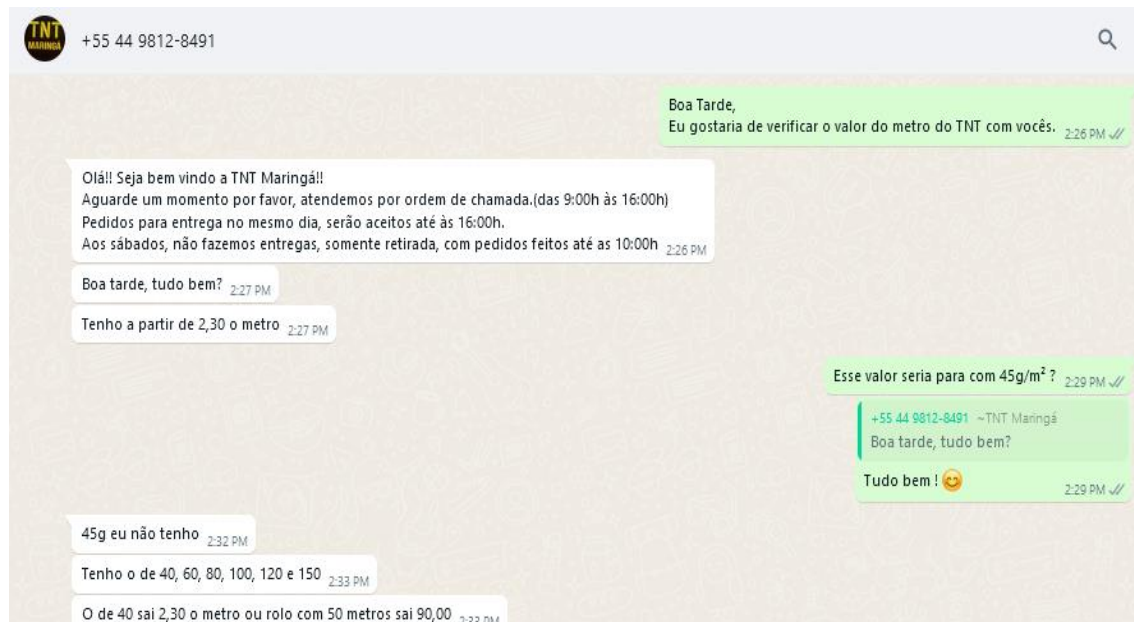 TNT
MARINGÁ
+55 44 9812-8491
Boa Tarde,
Eu gostaria de verificar o valor do metro do TNT com vocês. 2:26 PM
Olá!! Seja bem vindo a TNT Maringá!!
Aguarde um momento por favor, atendemos por ordem de chamada.(das 9:00h às 16:00h)
Pedidos para entrega no mesmo dia, serão aceitos até às 16:00h.
Aos sábados, não fazemos entregas, somente retirada, com pedidos feitos até as 10:00h 2:26 PM
Boa tarde, tudo bem? 2:27 PM
Tenho a partir de 2,30 o metro 2:27 PM
Esse valor seria para com 45g/m² ? 2:29 PM
+55 44 9812-8491 ~TNT Maringá
Boa tarde, tudo bem?
Tudo bem ! 😊 2:29 PM
45g eu não tenho 2:32 PM
Tenho o de 40, 60, 80, 100, 120 e 150 2:33 PM
O de 40 sai 2,30 o metro ou rolo com 50 metros sai 90,00 2:33 PM